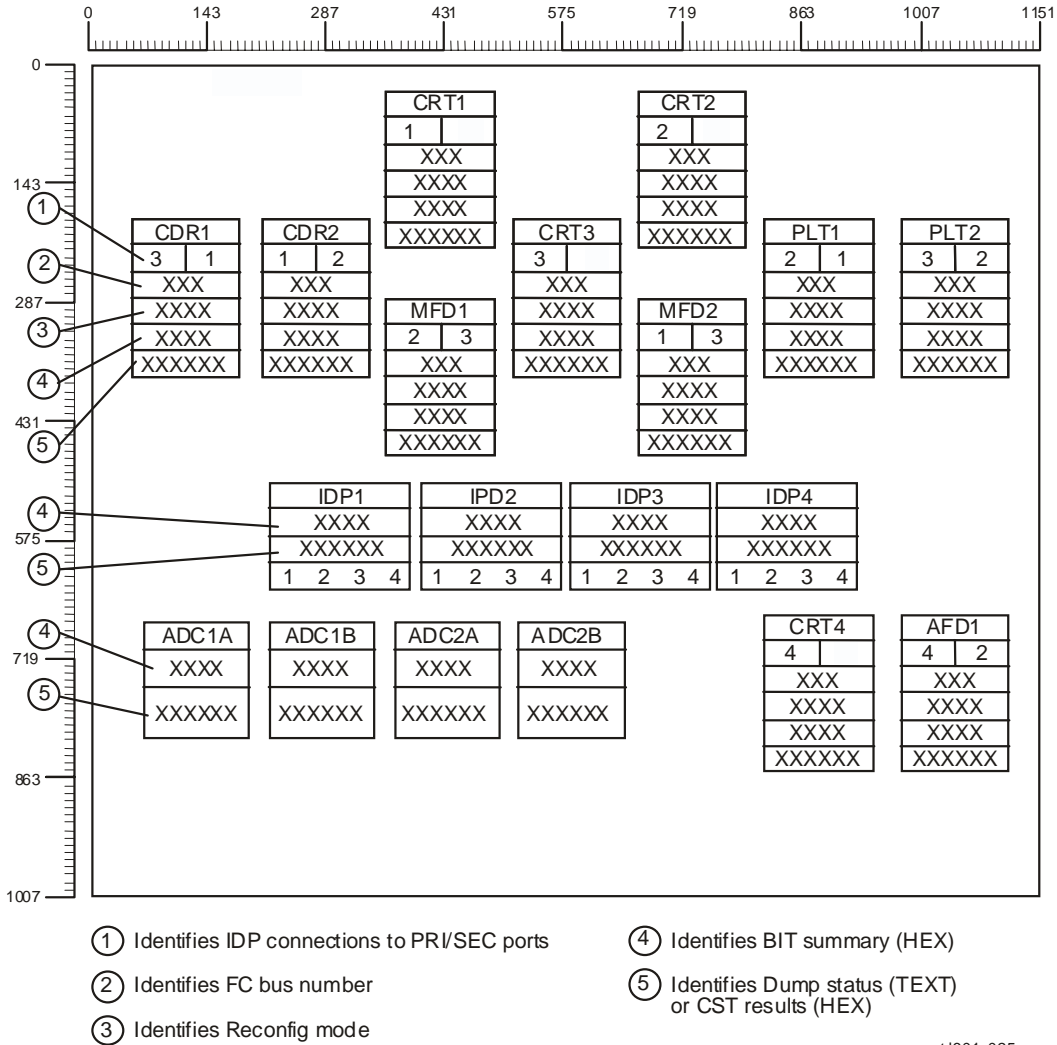 0 143 287 431 575 719 863 1007 1151
0
143
287
431
575
719
863
1007
CRT1
1
XXX
XXXX
XXXX
XXXXXX
CRT2
2
XXX
XXXX
XXXX
XXXXXX
1
2
3
4
5
CDR1
3 1
XXX
XXXX
XXXX
XXXXXX
CDR2
1 2
XXX
XXXX
XXXX
XXXXXX
CRT3
3
XXX
XXXX
XXXX
XXXXXX
PLT1
2 1
XXX
XXXX
XXXX
XXXXXX
PLT2
3 2
XXX
XXXX
XXXX
XXXXXX
MFD1
2 3
XXX
XXXX
XXXX
XXXXXX
MFD2
1 3
XXX
XXXX
XXXX
XXXXXX
4
5
IDP1
XXXX
XXXXXX
1 2 3 4
IPD2
XXXX
XXXXXX
1 2 3 4
IDP3
XXXX
XXXXXX
1 2 3 4
IDP4
XXXX
XXXXXX
1 2 3 4
4
5
ADC1A
XXXX
XXXXXX
ADC1B
XXXX
XXXXXX
ADC2A
XXXX
XXXXXX
ADC2B
XXXX
XXXXXX
CRT4
4
XXX
XXXX
XXXX
XXXXXX
AFD1
4 2
XXX
XXXX
XXXX
XXXXXX
1 Identifies IDP connections to PRI/SEC ports
2 Identifies FC bus number
3 Identifies Reconfig mode
4 Identifies BIT summary (HEX)
5 Identifies Dump status (TEXT)
or CST results (HEX)